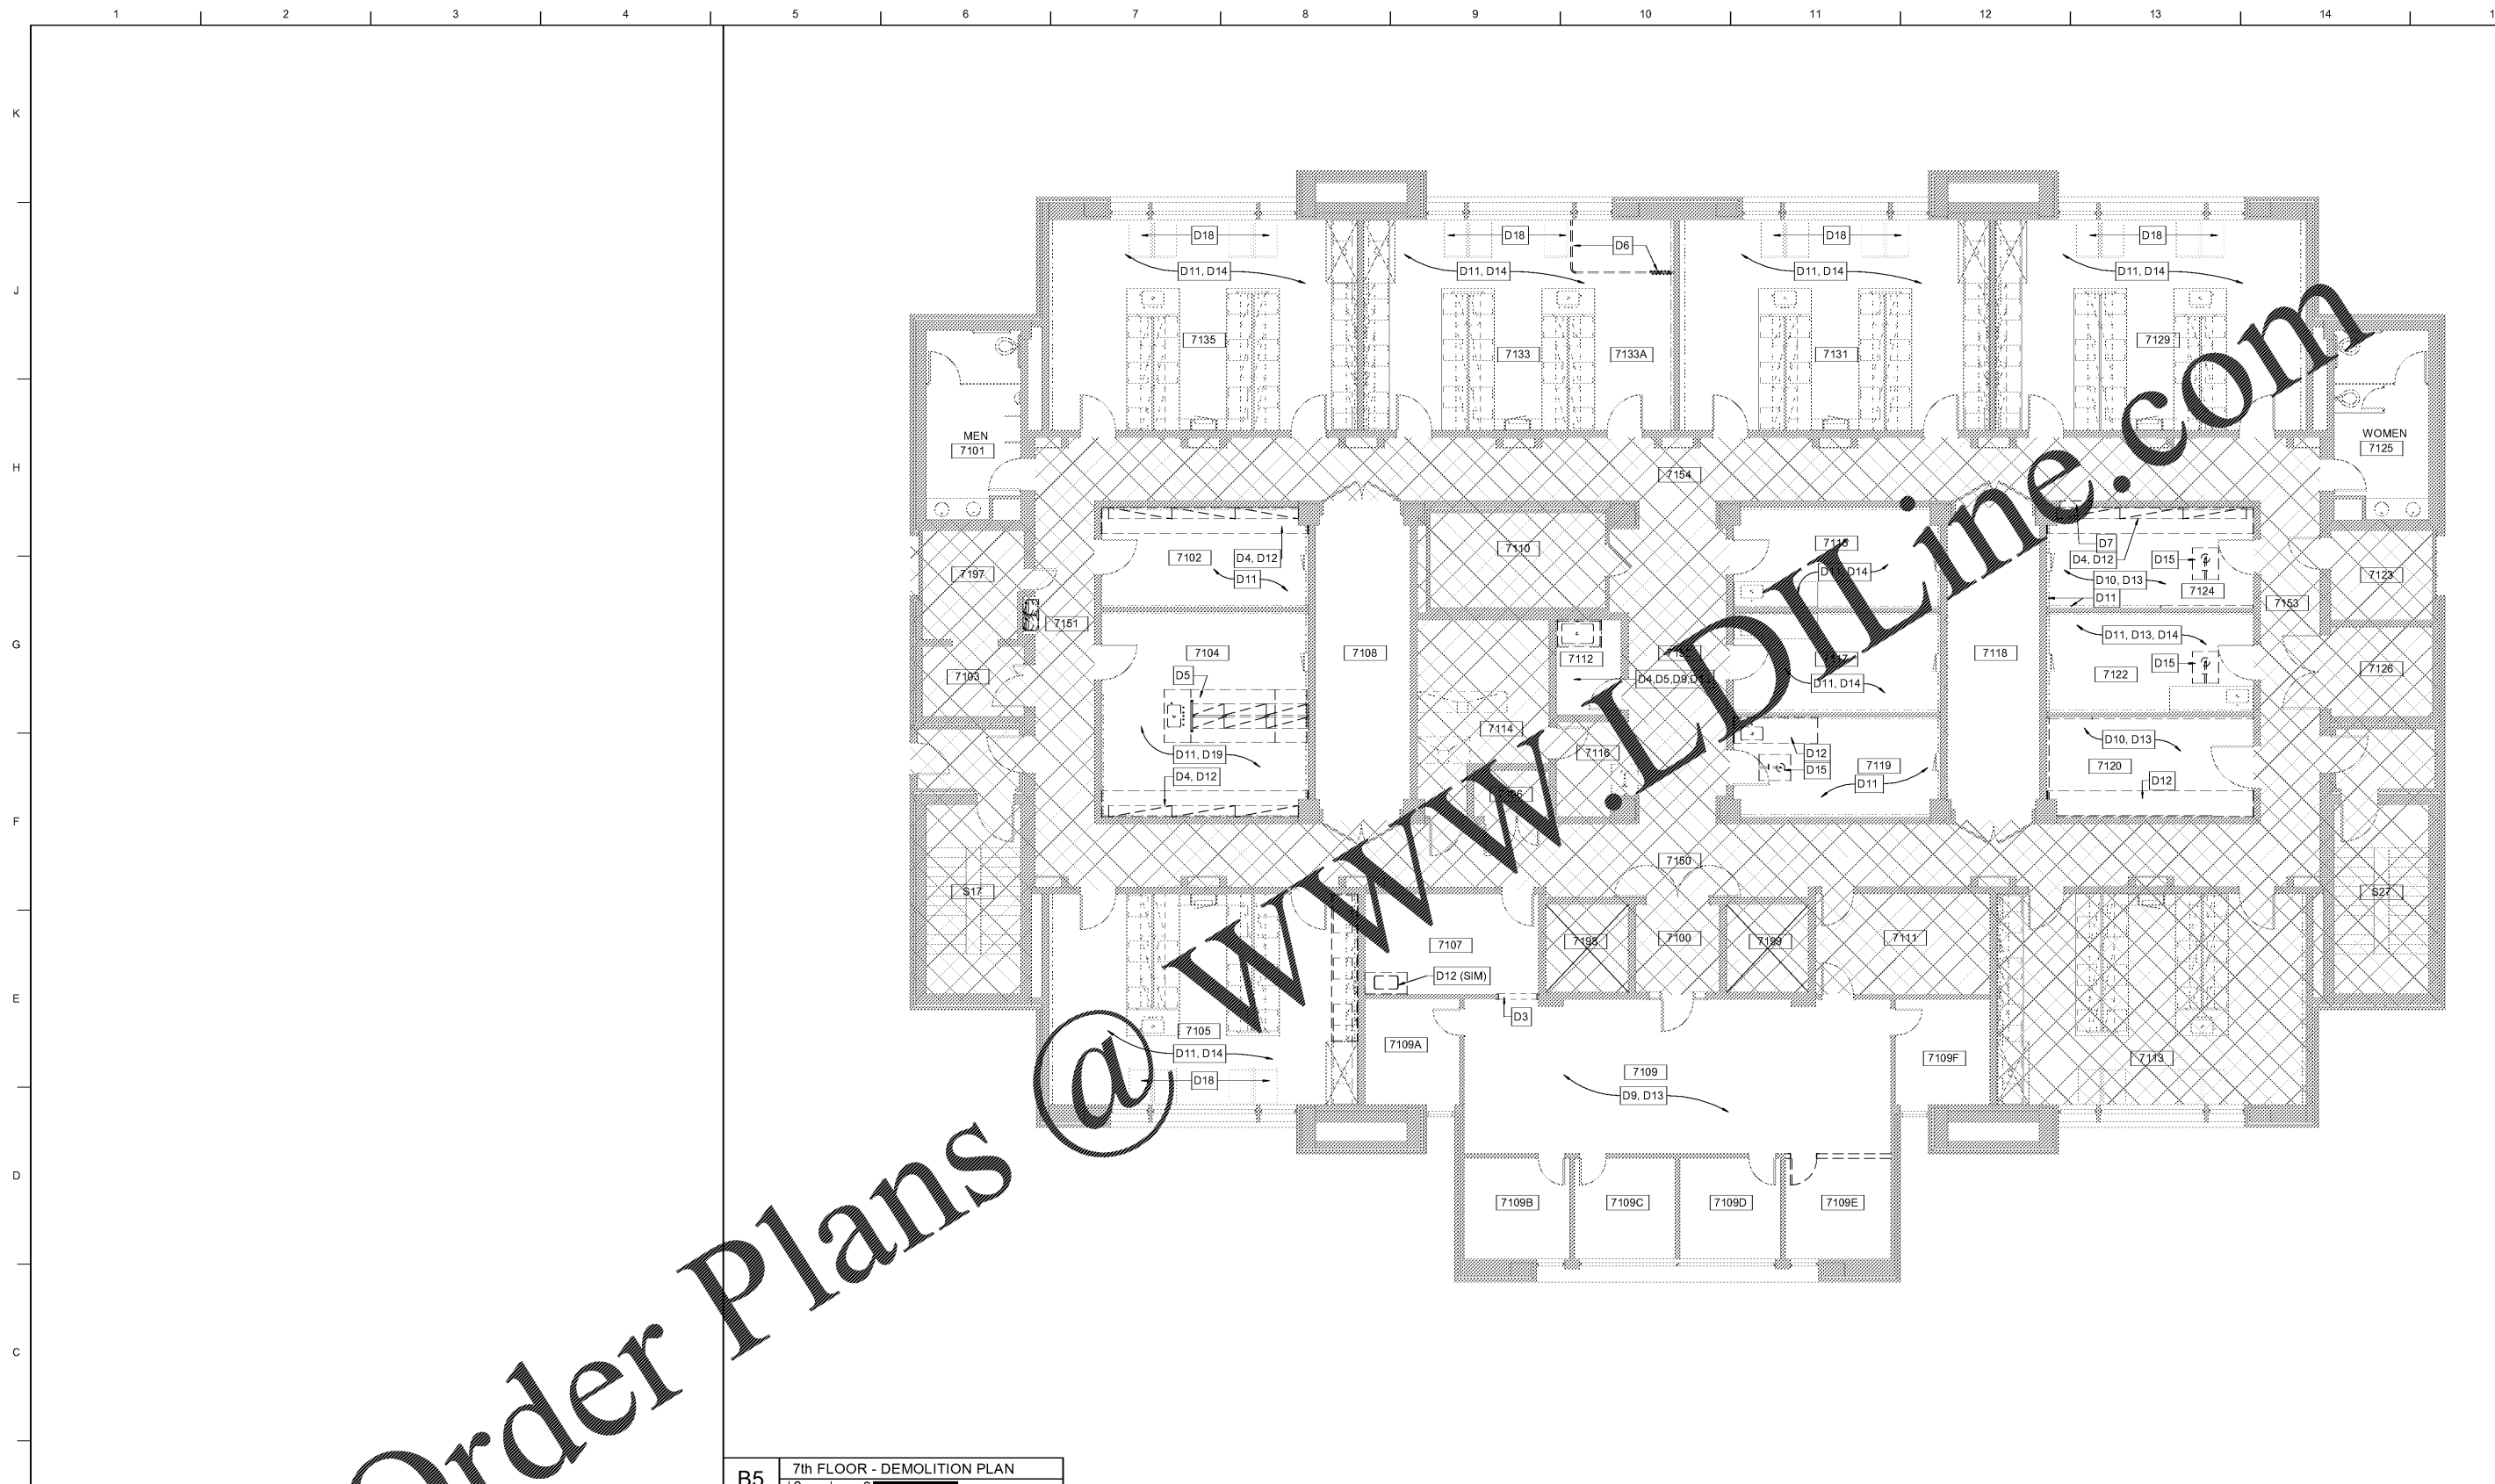 1 2 3 4 5 6 7 8 9 10 11 12 13 14 1
K
J
H
G
F
E
D
C
D18 D18 D6 D18 D18
D11, D14 D11, D14 D11, D14 D11, D14
7135 7133 7133A 7131 7129
MEN
7101
WOMEN
7125
7154
7102 D4, D12
D11
7110
D7
D4, D12 D15
D10, D13
D11 7124
7197
7123
7151
7153
7104
D5
7108
7112
7118
D11, D13, D14
7122 D15
7126
7103
D11, D14
7114
7116
D11, D19
D4, D12
D12
D15
7119
D11
D10, D13
7120
D12
7150
S17
S27
7107
7198
7100
7199
7111
D12 (SIM)
D3
7105
D11, D14
D18
7109A
7109
D9, D13
7109F
7113
7109B 7109C 7109D 7109E
Order Plans @ www.LDILine.com
B5
7th FLOOR - DEMOLITION PLAN